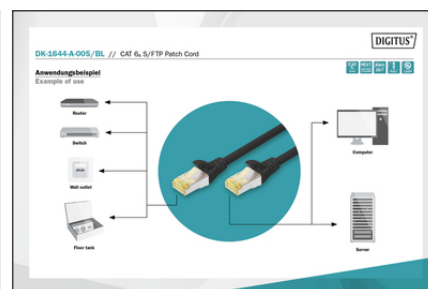 DIGITUS®
DK-1644-A-005/BL // CAT 6A S/FTP Patch Cord
Anwendungsbeispiel
Example of use
Router
Switch
Wall outlet
Floor tank
Computer
Server